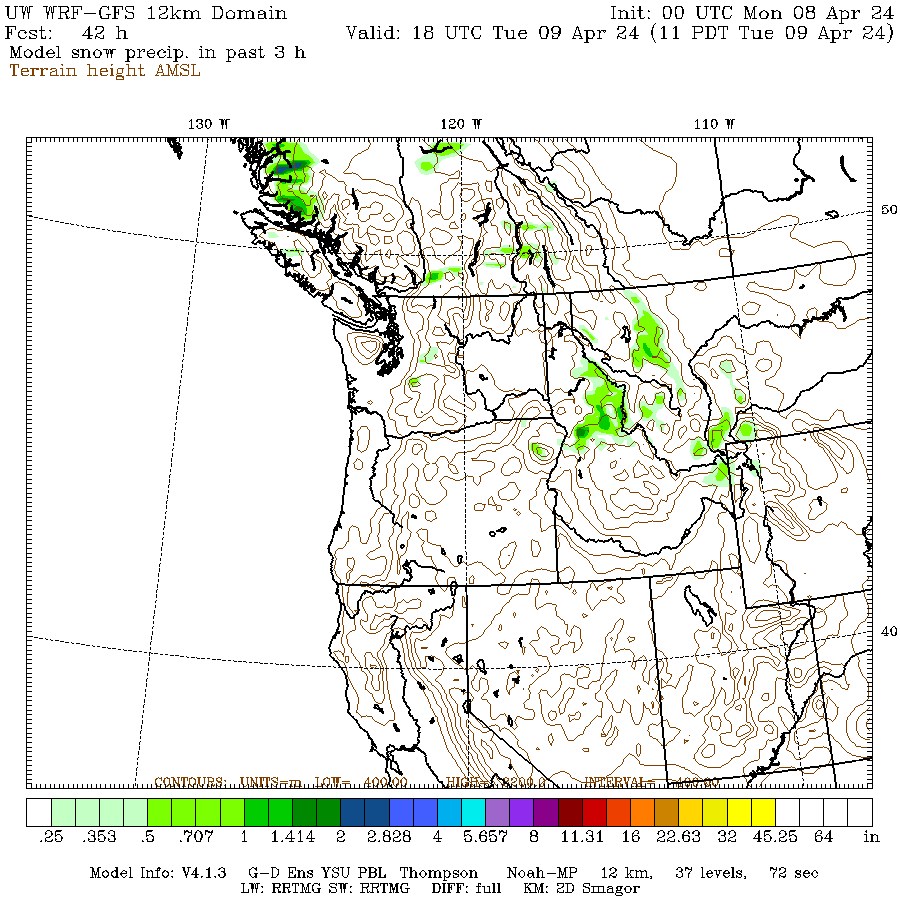 UW WRF-GFS 12km Domain Init: 00 UTC Mon 08 Apr 24
Fcst: 42 h Valid: 18 UTC Tue 09 Apr 24 (11 PDT Tue 09 Apr 24)
Model snow precip. in past 3 h
Terrain height AMSL
130 W 120 W 110 W
50
40
CONTOURS: UNITS=m LOW= 400.00 HIGH= 3200.0 INTERVAL= 400.00
.25 .353 .5 .707 1 1.414 2 2.828 4 5.657 8 11.31 16 22.63 32 45.25 64 in
Model Info: V4.1.3 G-D Ens YSU PBL Thompson Noah-MP 12 km, 37 levels, 72 sec
LW: RRTMG SW: RRTMG DIFF: full KM: 2D Smagor